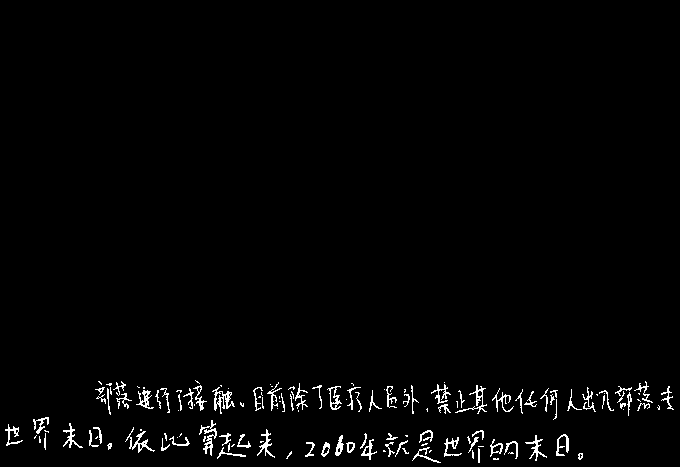 部落进行了接触、目前除了医疗人员外,禁止其他任何人出入部落,
世界末日。依此算起来,2060年就是世界的末日。